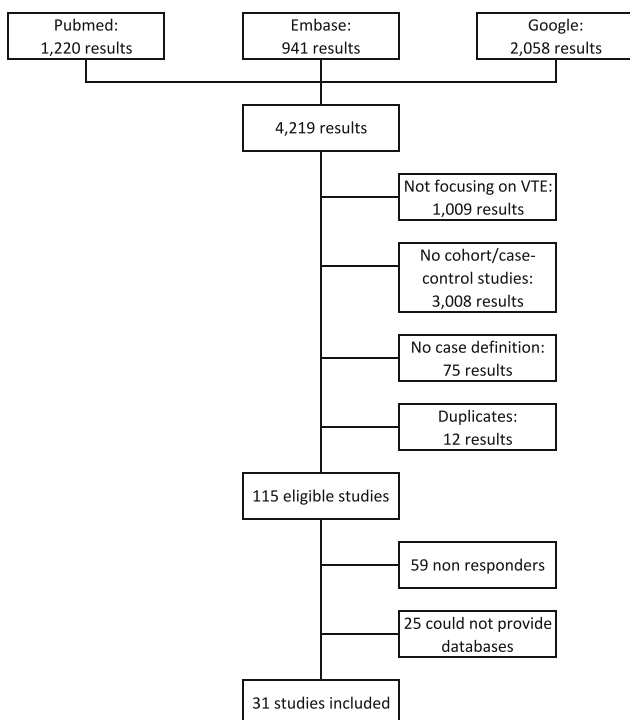 Pubmed:
1,220 results
Embase:
941 results
Google:
2,058 results
4,219 results
Not focusing on VTE:
1,009 results
No cohort/case-
control studies:
3,008 results
No case definition:
75 results
Duplicates:
12 results
115 eligible studies
59 non responders
25 could not provide
databases
31 studies included